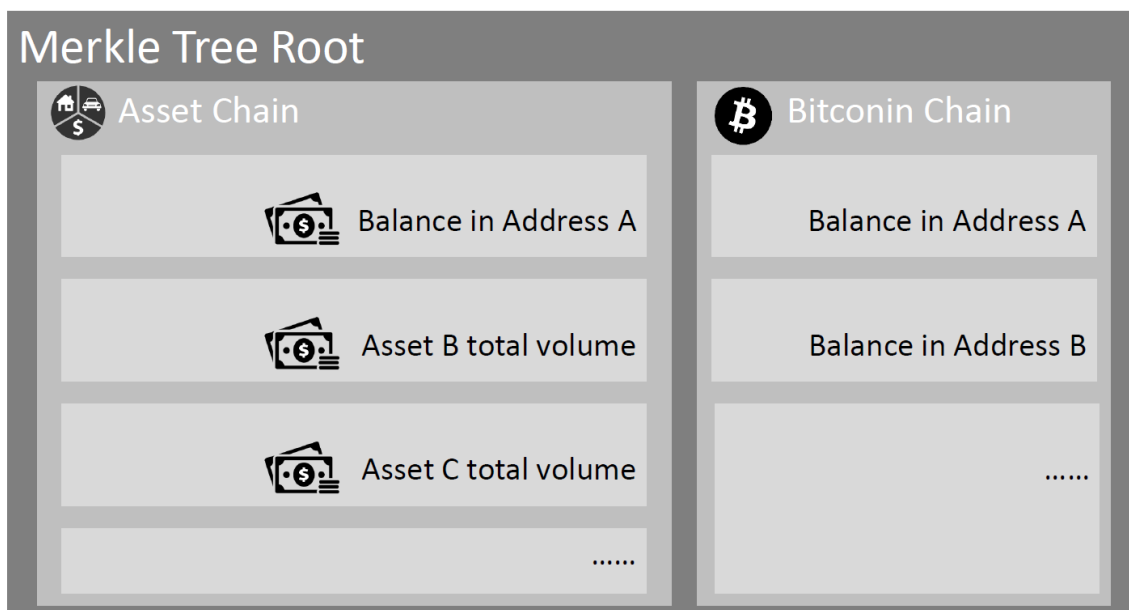 Merkle Tree Root
Asset Chain
Balance in Address A
Asset B total volume
Asset C total volume
......
Bitconin Chain
Balance in Address A
Balance in Address B
......